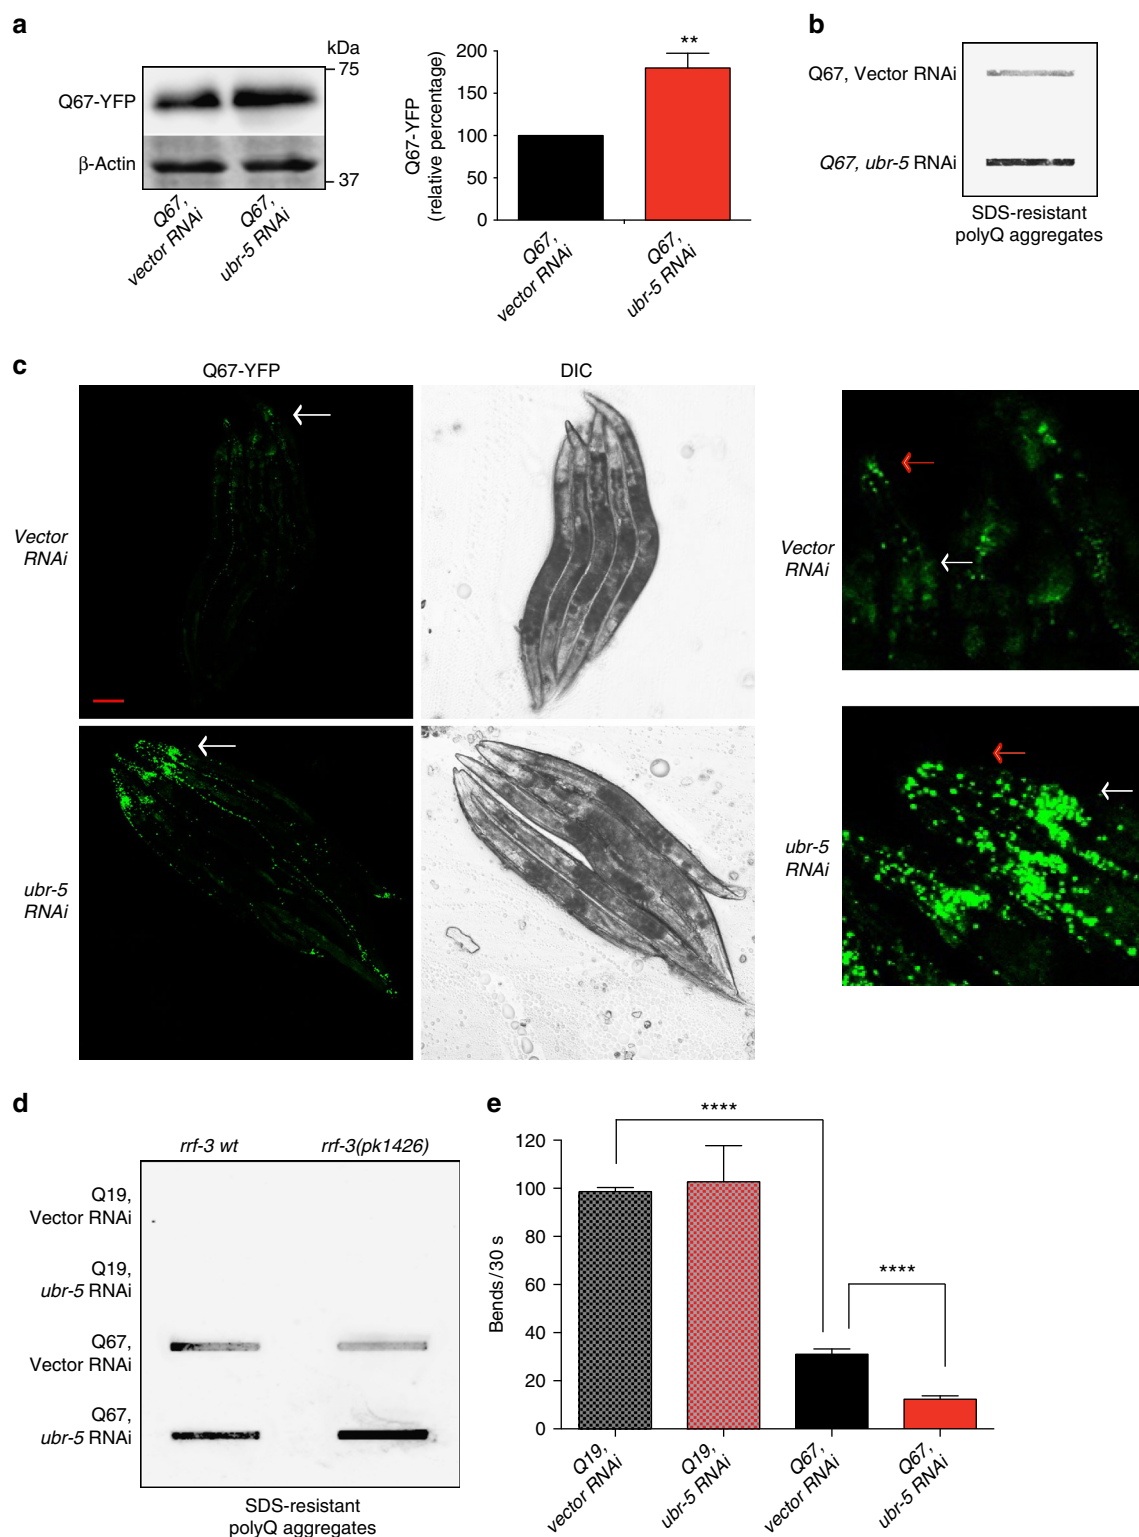 a
kDa
75
Q67-YFP
β-Actin
37
Q67,
vector RNAi
Q67,
ubr-5 RNAi
Q67-YFP
(relative percentage)
200
150
100
50
0
**
Q67,
vector RNAi
Q67,
ubr-5 RNAi
b
Q67, Vector RNAi
Q67, ubr-5 RNAi
SDS-resistant
polyQ aggregates
c
Q67-YFP
DIC
Vector
RNAi
ubr-5
RNAi
Vector
RNAi
ubr-5
RNAi
d
rrf-3 wt
rrf-3(pk1426)
Q19,
Vector RNAi
Q19,
ubr-5 RNAi
Q67,
Vector RNAi
Q67,
ubr-5 RNAi
SDS-resistant
polyQ aggregates
e
Bends/30 s
120
100
80
60
40
20
0
****
****
Q19,
vector RNAi
Q19,
ubr-5 RNAi
Q67,
vector RNAi
Q67,
ubr-5 RNAi